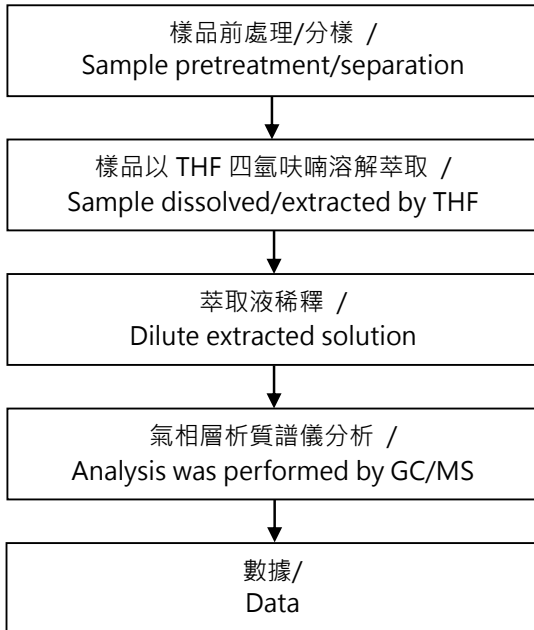 樣品前處理/分樣 /
Sample pretreatment/separation
樣品以 THF 四氫呋喃溶解萃取 /
Sample dissolved/extracted by THF
萃取液稀釋 /
Dilute extracted solution
氣相層析質譜儀分析 /
Analysis was performed by GC/MS
數據/
Data